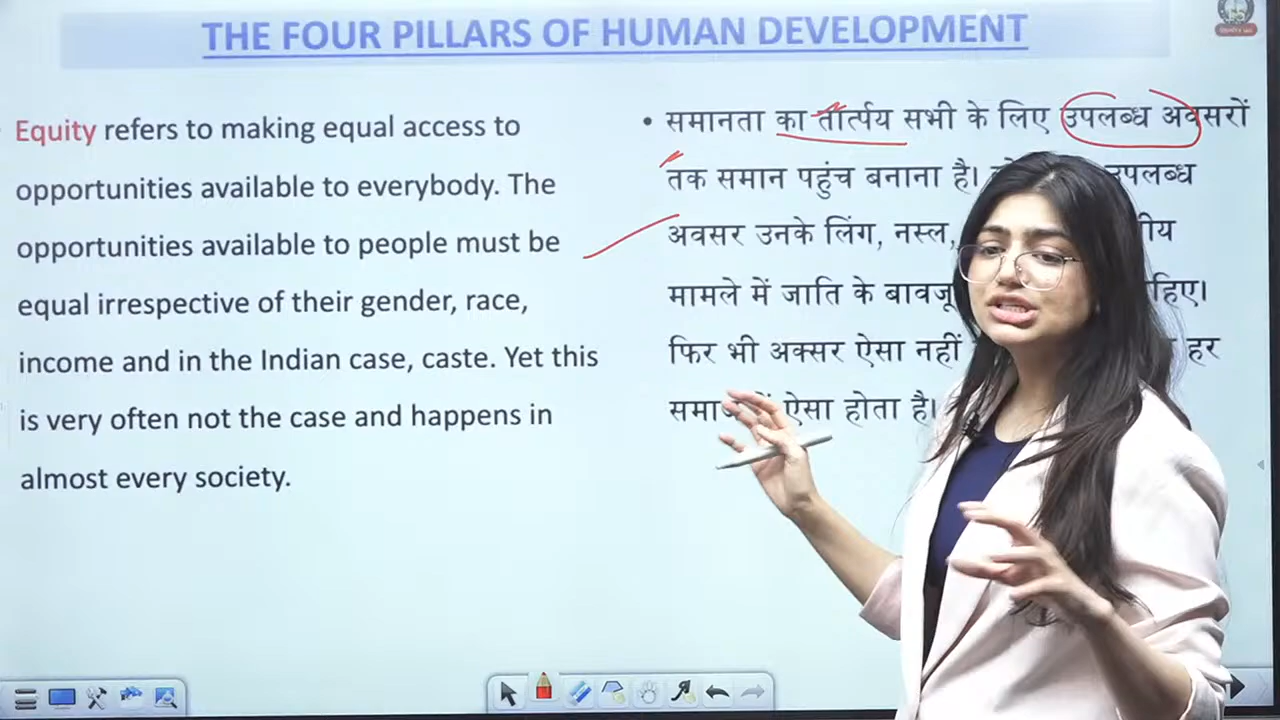 THE FOUR PILLARS OF HUMAN DEVELOPMENT
Equity refers to making equal access to
opportunities available to everybody. The
opportunities available to people must be
equal irrespective of their gender, race,
income and in the Indian case, caste. Yet this
is very often not the case and happens in
almost every society.
• समानता का तार्त्पय सभी के लिए उपलब्ध अवसरों
तक समान पहुंच बनाना है। उपलब्ध
अवसर उनके लिंग, नस्ल,
मामले में जाति के
फिर भी अक्सर ऐसा नहीं हर
ऐसा होता है।